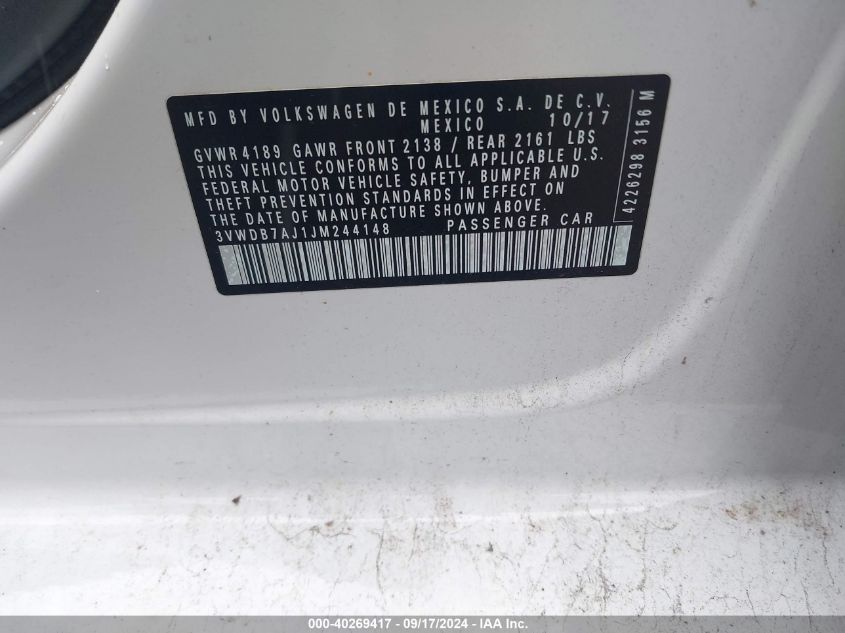 MFD BY VOLKSWAGEN DE MEXICO S.A. DE C.V.
MEXICO 10/17
GVWR 4189 GAWR FRONT 2138 / REAR 2161 LBS
THIS VEHICLE CONFORMS TO ALL APPLICABLE U.S.
FEDERAL MOTOR VEHICLE SAFETY, BUMPER AND
THEFT PREVENTION STANDARDS IN EFFECT ON
THE DATE OF MANUFACTURE SHOWN ABOVE.
3VWDB7AJ1JM244148 PASSENGER CAR
4226298 3156 M
000-40269417 - 09/17/2024 - IAA Inc.